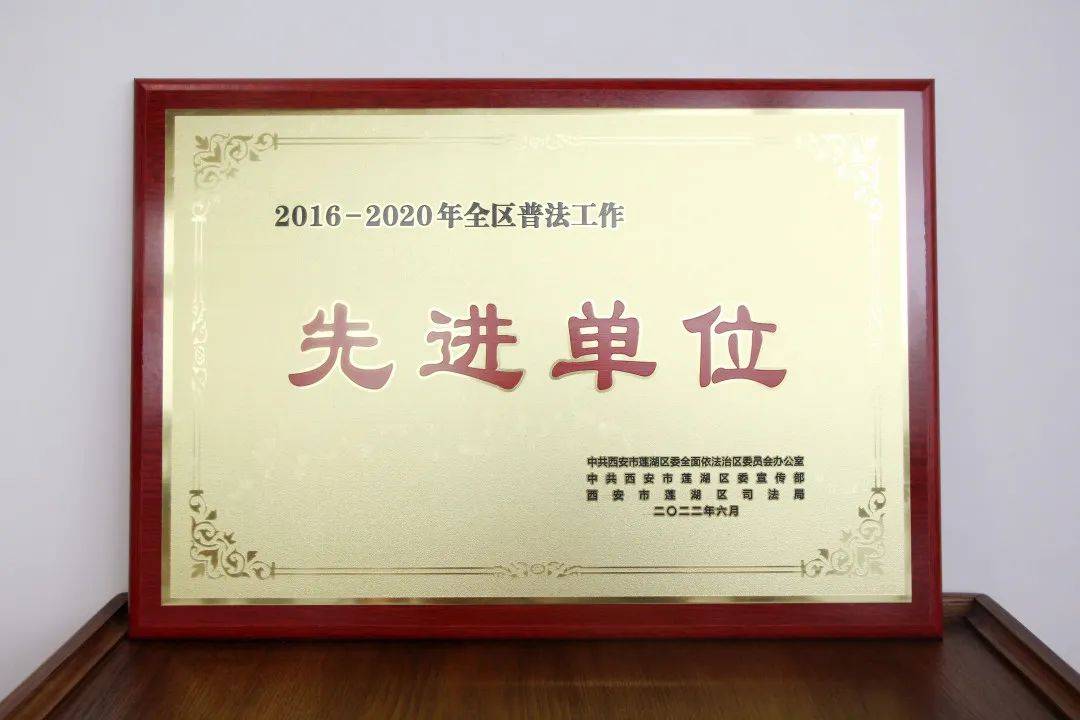 2016-2020年全区普法工作
先进单位
中共西安市莲湖区委全面依法治区委员会办公室
中共西安市莲湖区委宣传部
西安市莲湖区司法局
二〇二二年六月